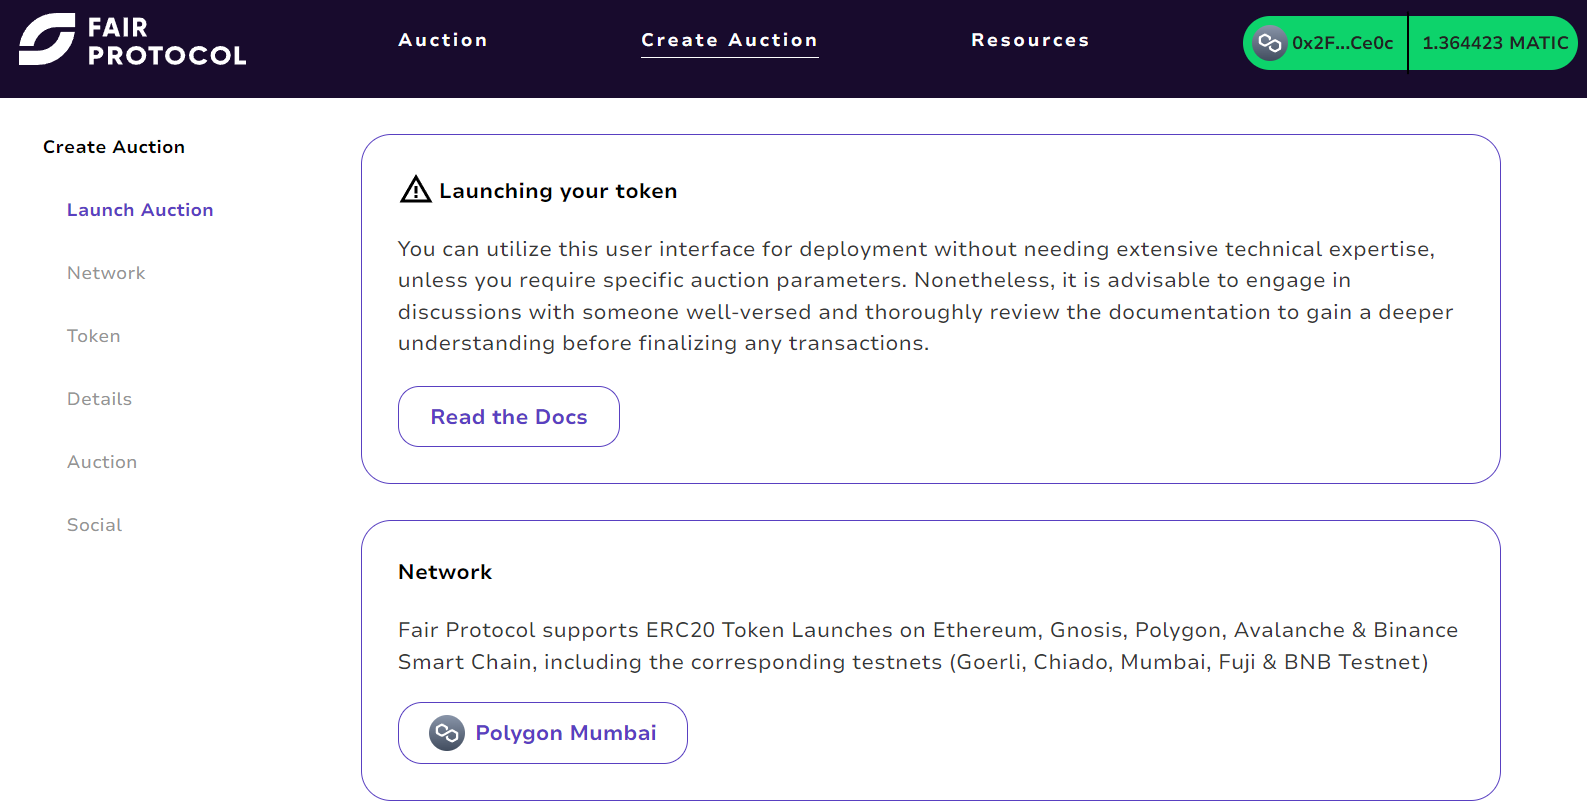 FAIR
PROTOCOL
Auction
Create Auction
Resources
0x2F...Ce0c
1.364423 MATIC
Create Auction
Launch Auction
Network
Token
Details
Auction
Social
Launching your token
You can utilize this user interface for deployment without needing extensive technical expertise,
unless you require specific auction parameters. Nonetheless, it is advisable to engage in
discussions with someone well-versed and thoroughly review the documentation to gain a deeper
understanding before finalizing any transactions.
Read the Docs
Network
Fair Protocol supports ERC20 Token Launches on Ethereum, Gnosis, Polygon, Avalanche & Binance
Smart Chain, including the corresponding testnets (Goerli, Chiado, Mumbai, Fuji & BNB Testnet)
Polygon Mumbai